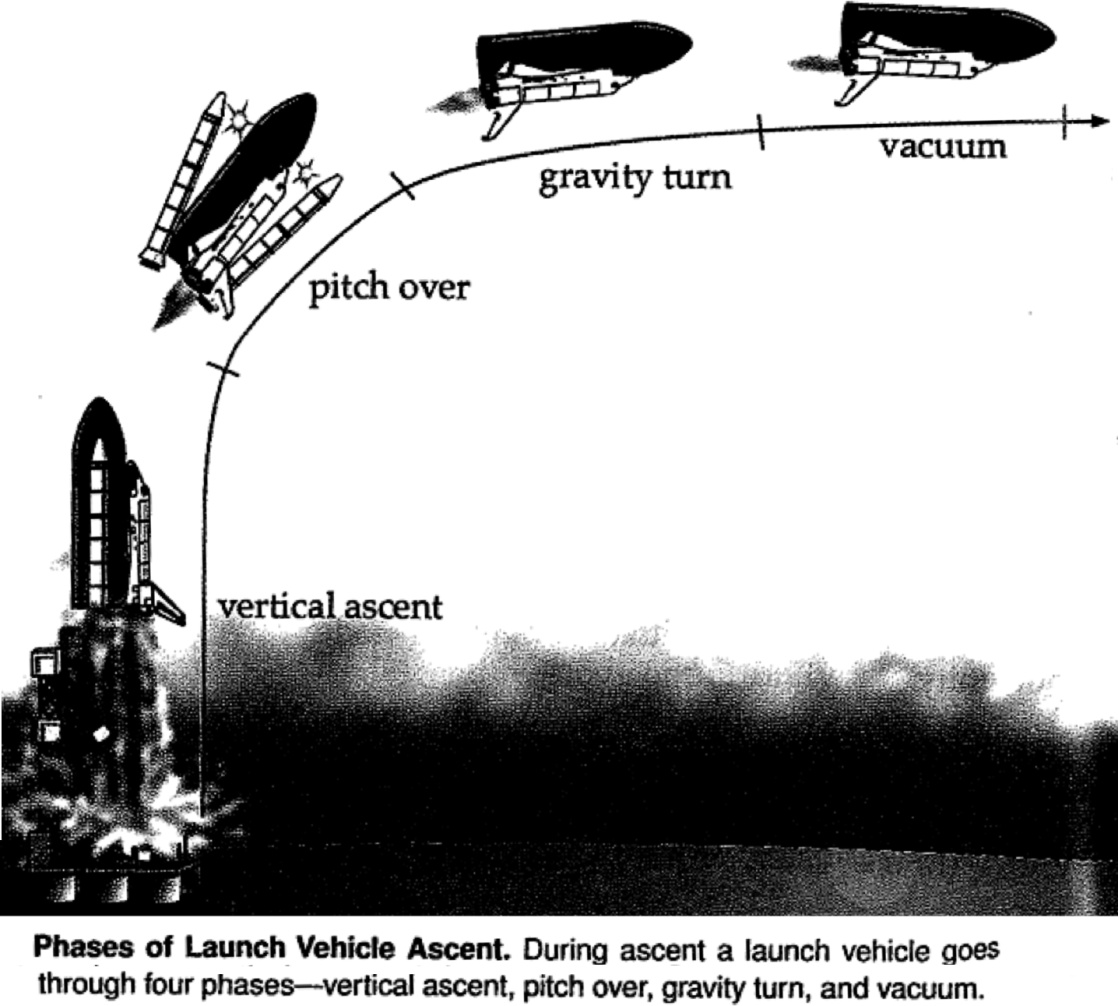 vacuum
gravity turn
pitch over
vertical ascent
Phases of Launch Vehicle Ascent. During ascent a launch vehicle goes
through four phases—vertical ascent, pitch over, gravity turn, and vacuum.